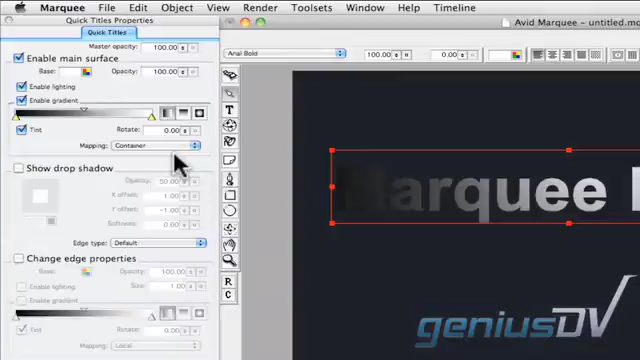 Marquee File Edit Object View Render Toolsets Window Help Timeline
Quick Titles Properties
Avid Marquee - untitled.mo
Quick Titles
Master opacity: 100.00
Arial Bold 100.00 0.00
Enable main surface
Base: Opacity: 100.00
Enable lighting
Enable gradient
Tint Rotate: 0.00
Mapping: Container
Show drop shadow
Opacity: 50.00
X offset: 1.00
Y offset: -1.00
Softness: 0.00
Edge type: Default
Change edge properties
Base: Opacity: 100.00
Enable lighting Size: 1.00
Enable gradient
Tint Rotate: 0.00
Mapping: Local
T
R
C
Marquee
geniusDV